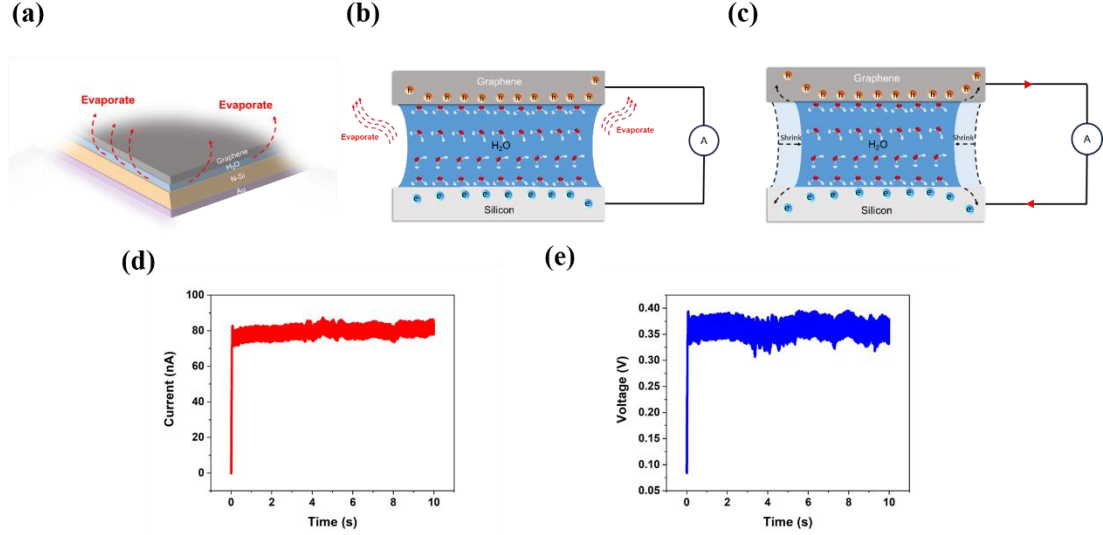 (a)
Evaporate
Evaporate
Graphene
H₂O
N-Si
Au
(b)
Graphene
h h h h h h h h h h h
Evaporate
Evaporate
H₂O
A
e e e e e e e e e
Silicon
(c)
Graphene
h h h h h h h h h h h
Shrink
Shrink
H₂O
A
e e e e e e e e e
Silicon
(d)
100
80
60
40
20
0
Current (nA)
0 2 4 6 8 10
Time (s)
(e)
0.40
0.35
0.30
0.25
0.20
0.15
0.10
0.05
Voltage (V)
0 2 4 6 8 10
Time (s)